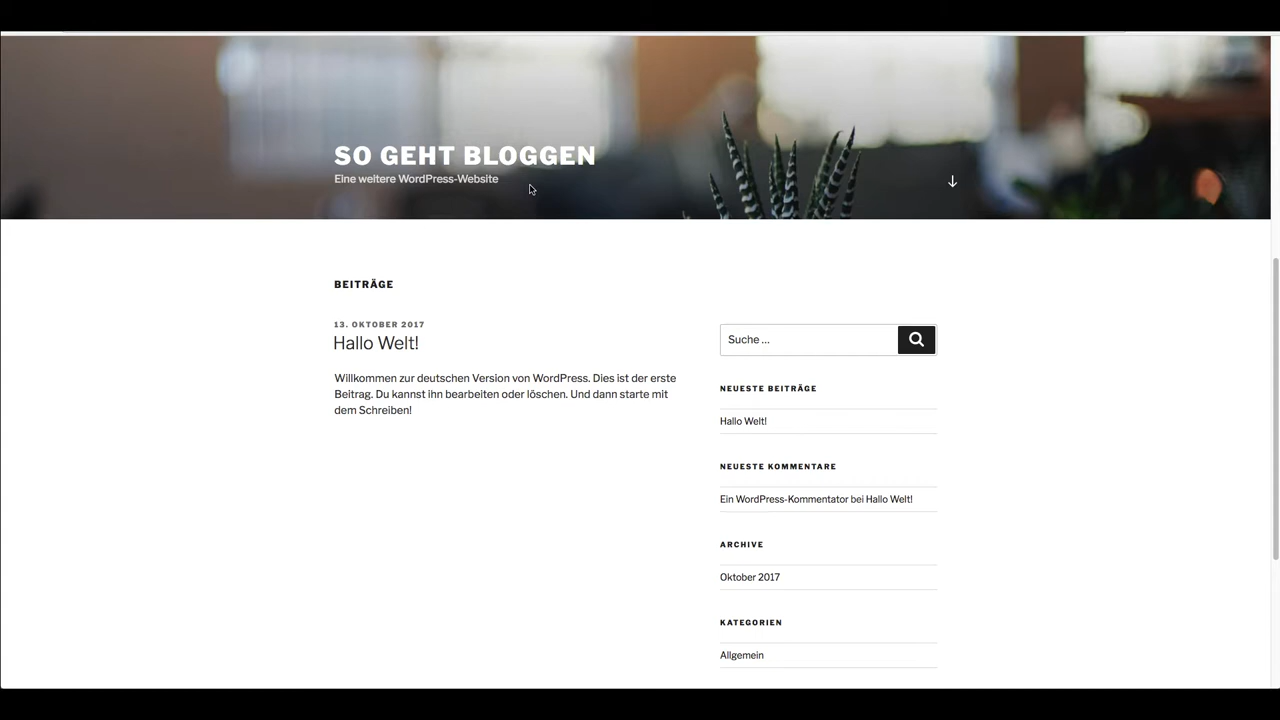 SO GEHT BLOGGEN
Eine weitere WordPress-Website
BEITRÄGE
13. OKTOBER 2017
Hallo Welt!
Willkommen zur deutschen Version von WordPress. Dies ist der erste
Beitrag. Du kannst ihn bearbeiten oder löschen. Und dann starte mit
dem Schreiben!
Suche …
NEUESTE BEITRÄGE
Hallo Welt!
NEUESTE KOMMENTARE
Ein WordPress-Kommentator bei Hallo Welt!
ARCHIVE
Oktober 2017
KATEGORIEN
Allgemein